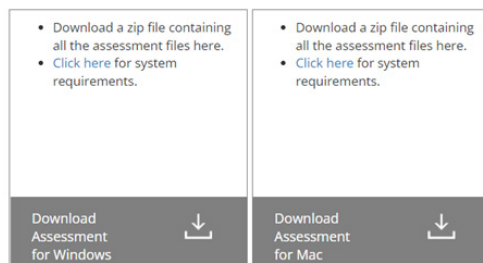 • Download a zip file containing
all the assessment files here.
• Click here for system
requirements.
Download
Assessment
for Windows
• Download a zip file containing
all the assessment files here.
• Click here for system
requirements.
Download
Assessment
for Mac